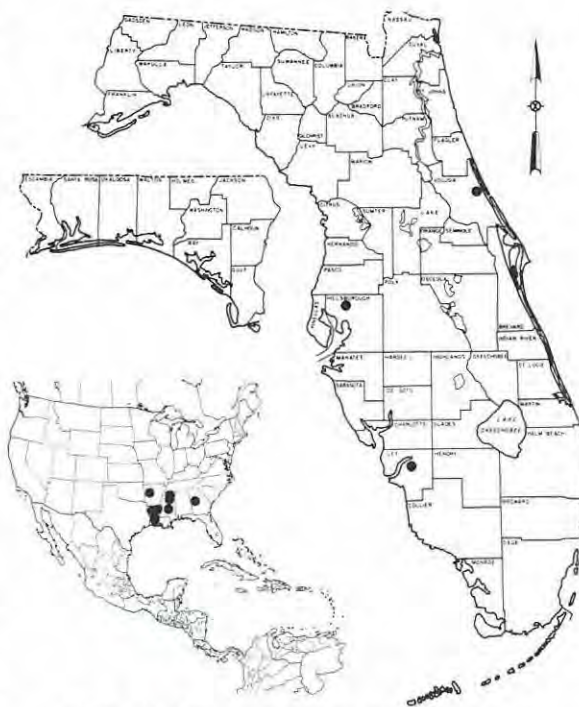 GADSDEN
LEON
JEFFERSON
MADISON
HAMILTON
NASSAU
LIBERTY
WAKULLA
TAYLOR
SUWANNEE
COLUMBIA
BAKER
DUVAL
FRANKLIN
LAFAYETTE
UNION
BRADFORD
CLAY
ST. JOHNS
DIXIE
GILCHRIST
ALACHUA
PUTNAM
FLAGLER
LEVY
MARION
VOLUSIA
ESCAMBIA
SANTA ROSA
OKALOOSA
WALTON
HOLMES
JACKSON
WASHINGTON
BAY
CALHOUN
GULF
CITRUS
SUMTER
LAKE
HERNANDO
ORANGE
SEMINOLE
PASCO
POLK
OSCEOLA
PINELLAS
HILLSBOROUGH
BREVARD
INDIAN RIVER
MANATEE
HARDEE
HIGHLANDS
OKEECHOBEE
ST. LUCIE
SARASOTA
DE SOTO
MARTIN
CHARLOTTE
GLADES
LAKE
OKEECHOBEE
PALM BEACH
LEE
HENDRY
COLLIER
BROWARD
DADE
MONROE